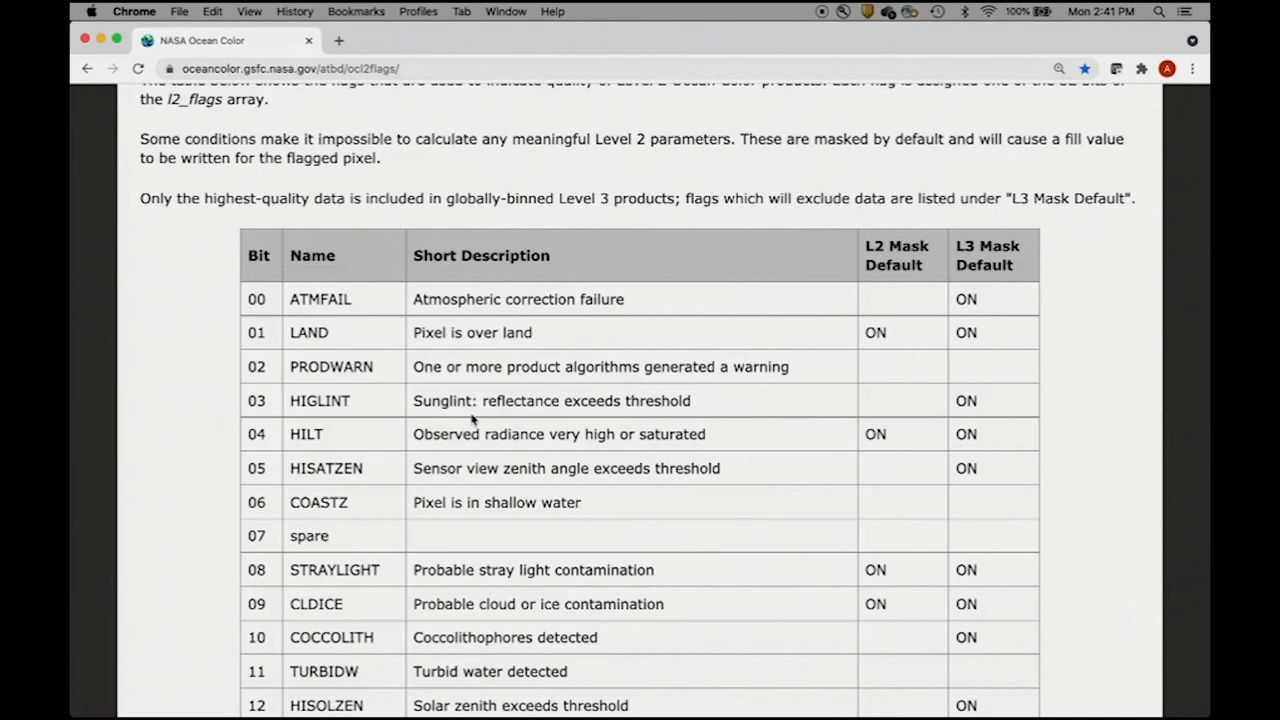 Chrome File Edit View History Bookmarks Profiles Tab Window Help 100% Mon 2:41 PM
NASA Ocean Color
oceancolor.gsfc.nasa.gov/atbd/ocl2flags/ A
the l2_flags array.
Some conditions make it impossible to calculate any meaningful Level 2 parameters. These are masked by default and will cause a fill value
to be written for the flagged pixel.
Only the highest-quality data is included in globally-binned Level 3 products; flags which will exclude data are listed under "L3 Mask Default".
Bit Name Short Description L2 Mask Default L3 Mask Default
00 ATMFAIL Atmospheric correction failure ON
01 LAND Pixel is over land ON ON
02 PRODWARN One or more product algorithms generated a warning
03 HIGLINT Sunglint: reflectance exceeds threshold ON
04 HILT Observed radiance very high or saturated ON ON
05 HISATZEN Sensor view zenith angle exceeds threshold ON
06 COASTZ Pixel is in shallow water
07 spare
08 STRAYLIGHT Probable stray light contamination ON ON
09 CLDICE Probable cloud or ice contamination ON ON
10 COCCOLITH Coccolithophores detected ON
11 TURBIDW Turbid water detected
12 HISOLZEN Solar zenith exceeds threshold ON